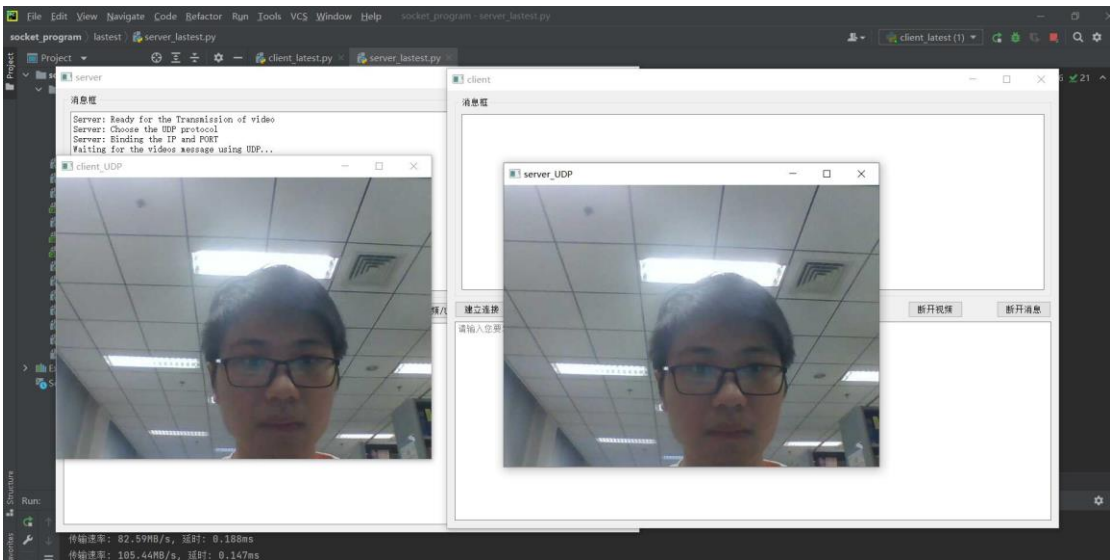 File Edit View Navigate Code Refactor Run Tools VCS Window Help socket_program - server_lastest.py
socket_program lastest server_lastest.py
client_latest (1)
Project
Project
client_latest.py
server_lastest.py
21
server
消息框
Server: Ready for the Transmission of video
Server: Choose the UDP protocol
Server: Binding the IP and PORT
Waiting for the videos message using UDP...
client_UDP
client
消息框
server_UDP
建立连接
断开视频
断开消息
请输入您要
Structure
Run:
传输速率: 82.59MB/s, 延时: 0.188ms
传输速率: 105.44MB/s, 延时: 0.147ms